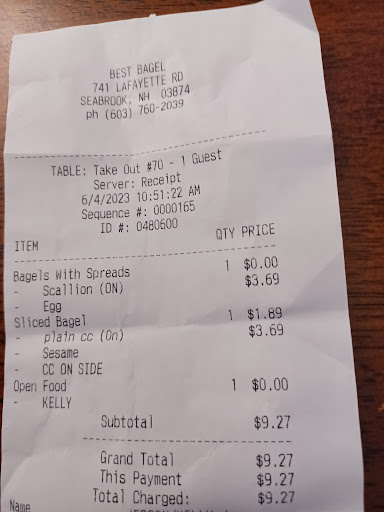 BEST BAGEL
741 LAFAYETTE RD
SEABROOK, NH 03874
ph (603) 760-2039
TABLE: Take Out #70 - 1 Guest
Server: Receipt
6/4/2023 10:51:22 AM
Sequence #: 0000165
ID #: 0480600
ITEM QTY PRICE
Bagels With Spreads 1 $0.00
- Scallion (ON) $3.69
- Egg
Sliced Bagel 1 $1.89
- plain cc (On) $3.69
- Sesame
- CC ON SIDE
Open Food 1 $0.00
- KELLY
Subtotal $9.27
Grand Total $9.27
This Payment $9.27
Total Charged: $9.27
Name